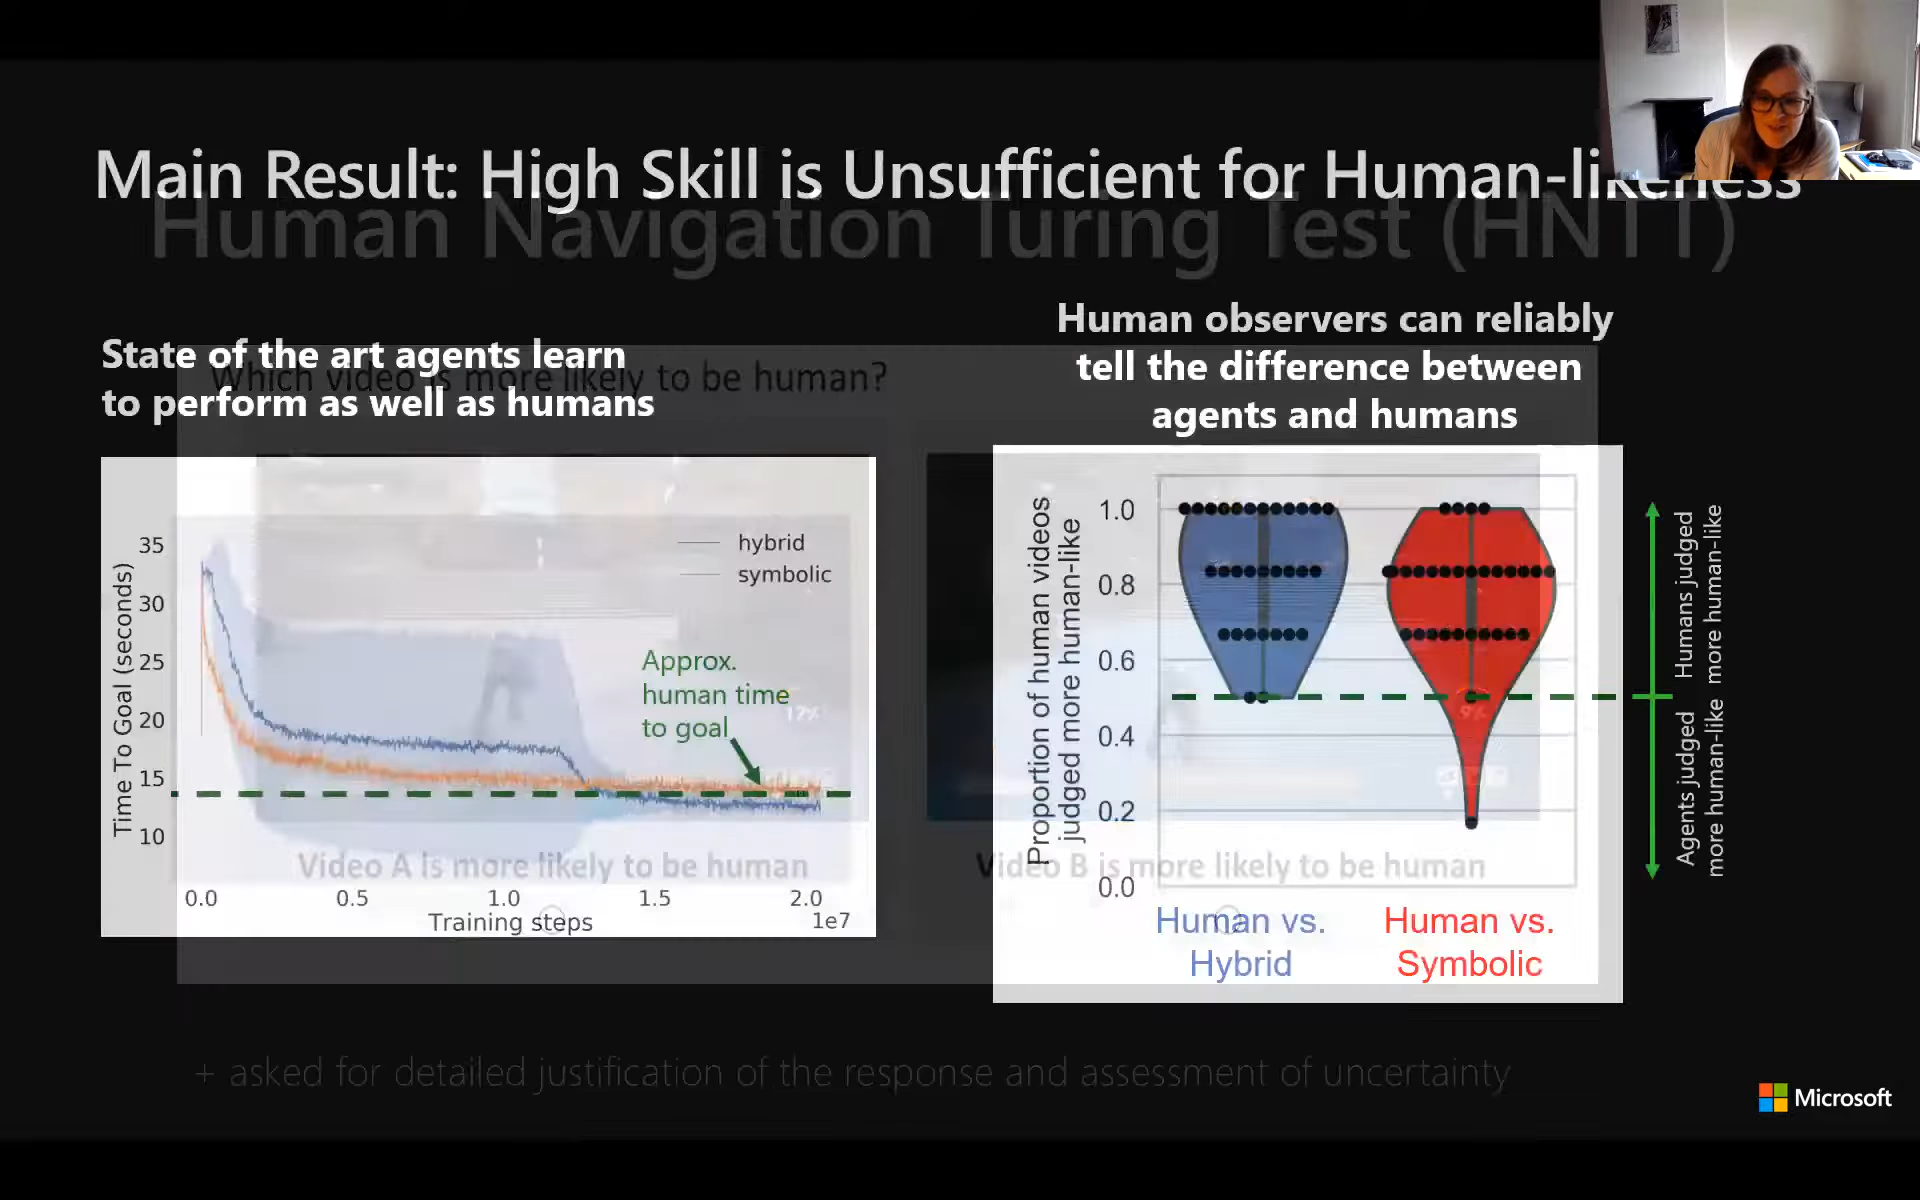 Main Result: High Skill is Unsufficient for Human-likeness
Human Navigation Turing Test (HNTT)
State of the art agents learn
to perform as well as humans
Which video is more likely to be human?
35
30
25
20
15
10
Time To Goal (seconds)
hybrid
symbolic
Approx.
human time
to goal
0.0 0.5 1.0 1.5 2.0
1e7
Training steps
Video A is more likely to be human
Human observers can reliably
tell the difference between
agents and humans
Proportion of human videos
judged more human-like
1.0
0.8
0.6
0.4
0.2
0.0
Human vs.
Hybrid
Human vs.
Symbolic
Humans judged
more human-like
Agents judged
more human-like
Video B is more likely to be human
+ asked for detailed justification of the response and assessment of uncertainty
Microsoft